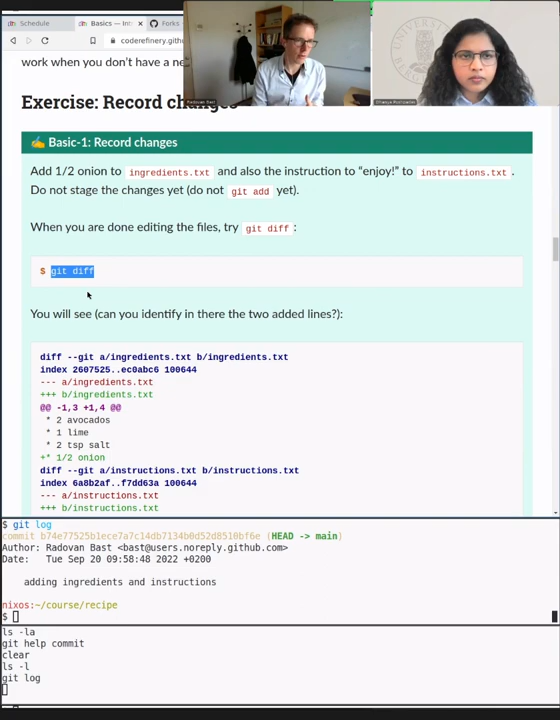 Schedule
Basics — Int
Forks
coderefinery.gith
work when you don't have a ne
Exercise: Record changes
Radovan Bast
✍️ Basic-1: Record changes
Add 1/2 onion to ingredients.txt and also the instruction to “enjoy!” to instructions.txt.
Do not stage the changes yet (do not git add yet).
When you are done editing the files, try git diff :
$ git diff
You will see (can you identify in there the two added lines?):
diff --git a/ingredients.txt b/ingredients.txt
index 2607525..ec0abc6 100644
--- a/ingredients.txt
+++ b/ingredients.txt
@@ -1,3 +1,4 @@
* 2 avocados
* 1 lime
* 2 tsp salt
+* 1/2 onion
diff --git a/instructions.txt b/instructions.txt
index 6a8b2af..f7dd63a 100644
--- a/instructions.txt
+++ b/instructions.txt
$ git log
commit b74e77525b1ece7a7c14db7134b0d52d8510bf6e (HEAD -> main)
Author: Radovan Bast <bast@users.noreply.github.com>
Date: Tue Sep 20 09:58:48 2022 +0200
adding ingredients and instructions
nixos:~/course/recipe
$
ls -la
git help commit
clear
ls -l
git log